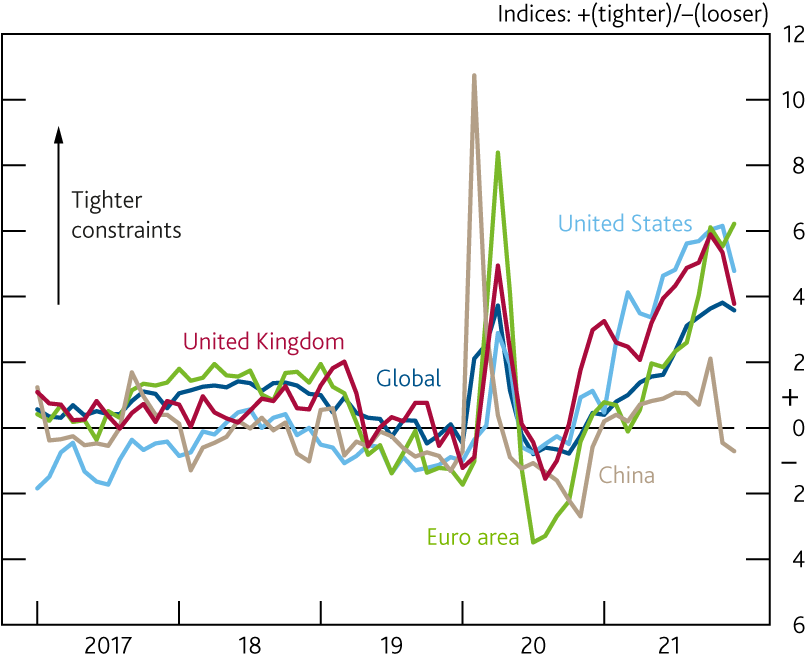 Indices: +(tighter)/–(looser)
12
10
8
6
4
2
+
0
–
2
4
6
Tighter
constraints
United States
United Kingdom
Global
China
Euro area
2017
18
19
20
21